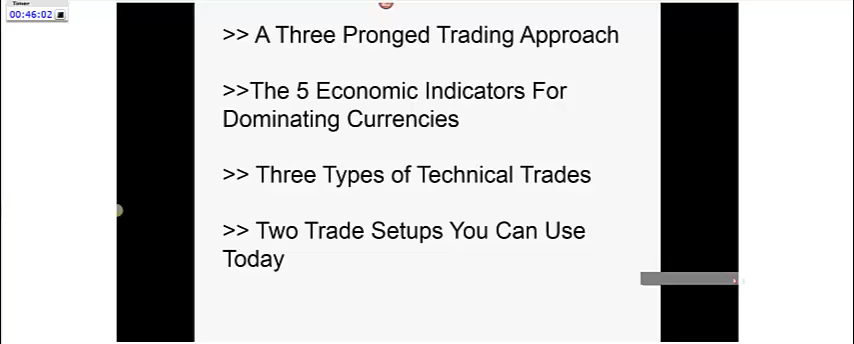 Timer
00:46:02
>> A Three Pronged Trading Approach
>>The 5 Economic Indicators For
Dominating Currencies
>> Three Types of Technical Trades
>> Two Trade Setups You Can Use
Today